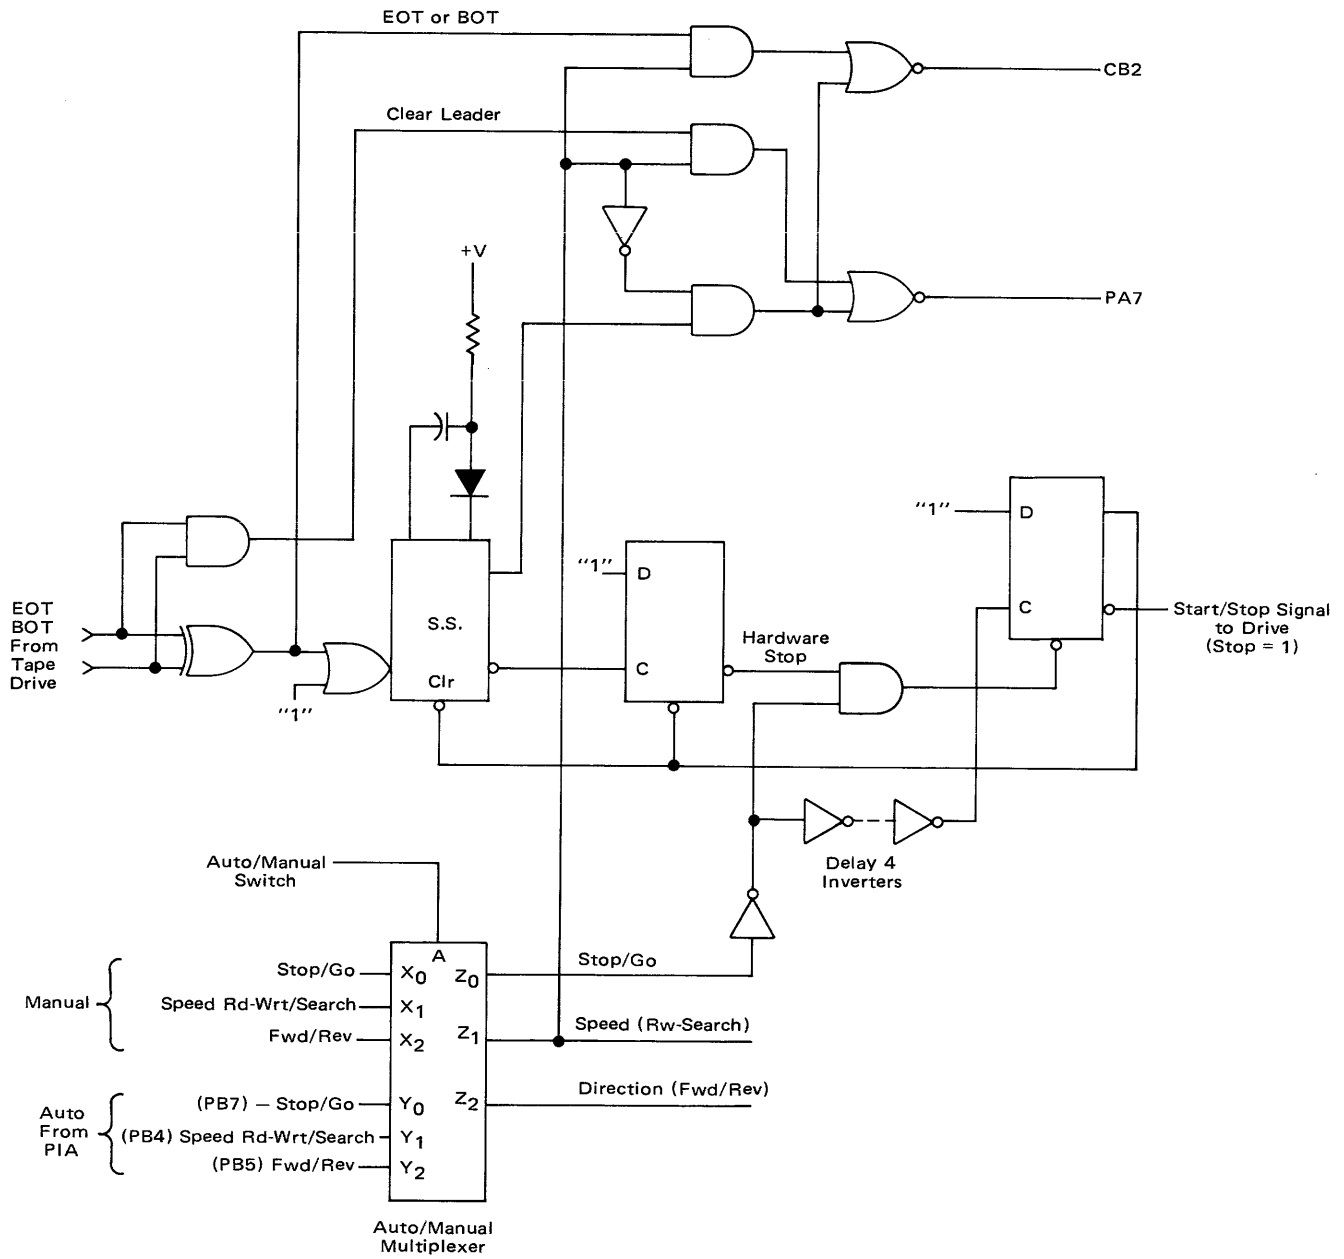 EOT or BOT
CB2
Clear Leader
+V
PA7
"1"
D
"1"
D
EOT
BOT
From
Tape
Drive
S.S.
Clr
C
Hardware
Stop
C
Start/Stop Signal
to Drive
(Stop = 1)
"1"
Delay 4
Inverters
Auto/Manual
Switch
A
Manual
Stop/Go
X0
Z0
Stop/Go
Speed Rd-Wrt/Search
X1
Fwd/Rev
X2
Z1
Speed (Rw-Search)
Auto
From
PIA
(PB7) – Stop/Go
Y0
Z2
Direction (Fwd/Rev)
(PB4) Speed Rd-Wrt/Search
Y1
(PB5) Fwd/Rev
Y2
Auto/Manual
Multiplexer